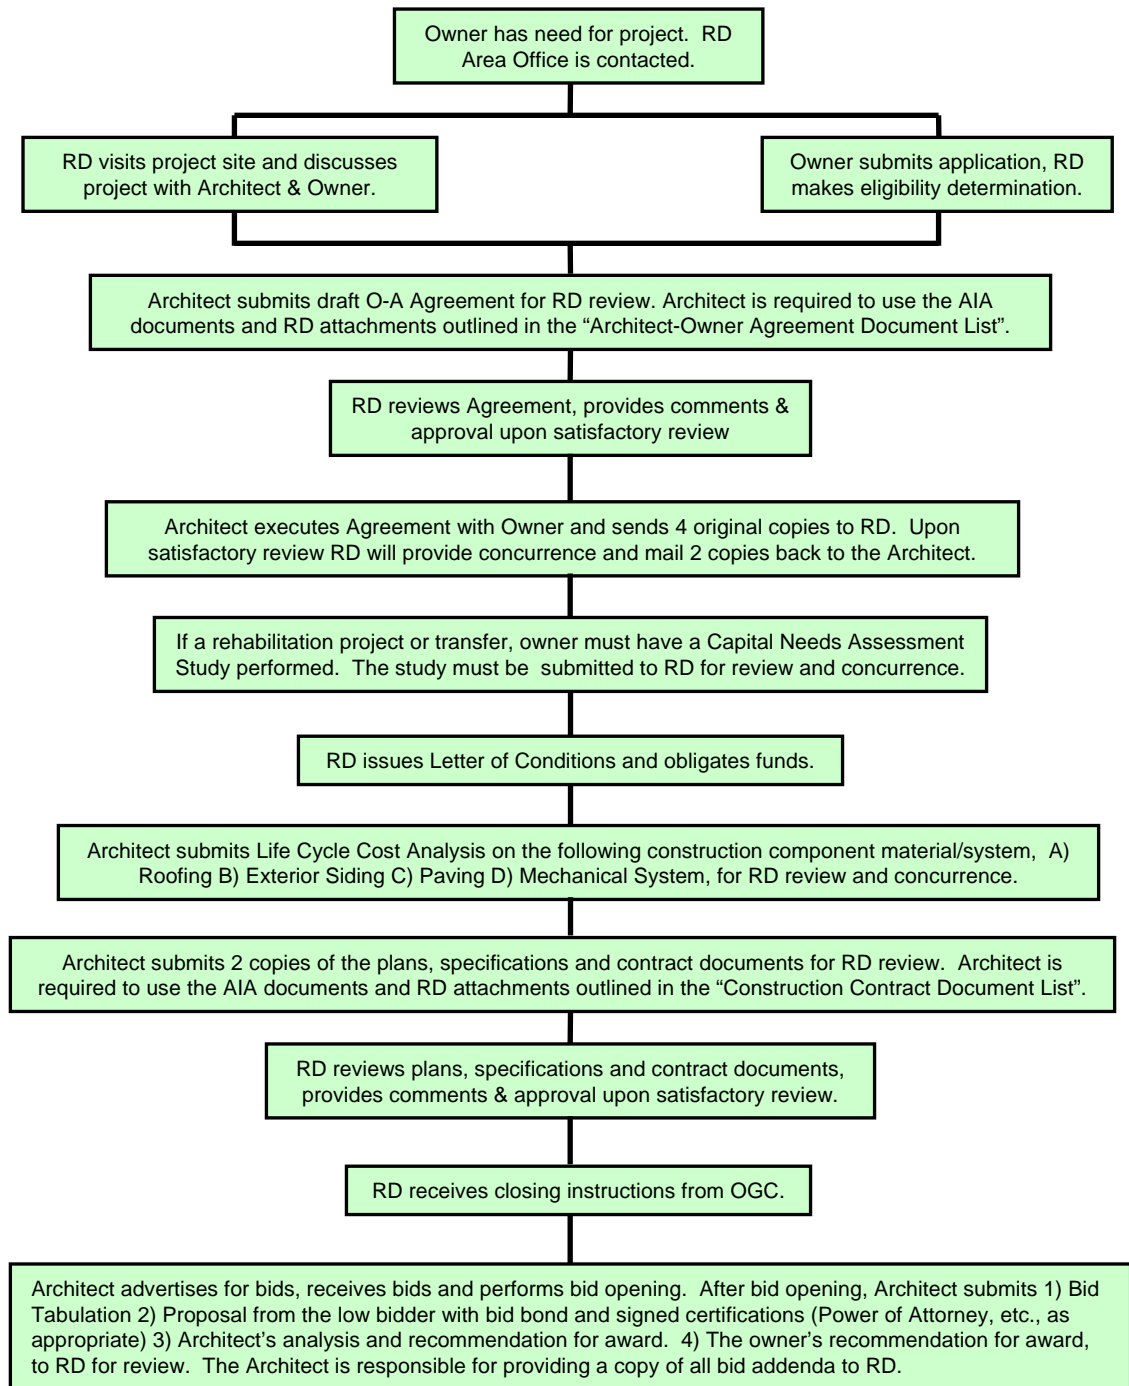 Owner has need for project.  RD
Area Office is contacted.
RD visits project site and discusses
project with Architect & Owner.
Owner submits application, RD
makes eligibility determination.
Architect submits draft O-A Agreement for RD review. Architect is required to use the AIA
documents and RD attachments outlined in the “Architect-Owner Agreement Document List”.
RD reviews Agreement, provides comments &
approval upon satisfactory review
Architect executes Agreement with Owner and sends 4 original copies to RD.  Upon
satisfactory review RD will provide concurrence and mail 2 copies back to the Architect.
If a rehabilitation project or transfer, owner must have a Capital Needs Assessment
Study performed.  The study must be  submitted to RD for review and concurrence.
RD issues Letter of Conditions and obligates funds.
Architect submits Life Cycle Cost Analysis on the following construction component material/system,  A)
Roofing B) Exterior Siding C) Paving D) Mechanical System, for RD review and concurrence.
Architect submits 2 copies of the plans, specifications and contract documents for RD review.  Architect is
required to use the AIA documents and RD attachments outlined in the “Construction Contract Document List”.
RD reviews plans, specifications and contract documents,
provides comments & approval upon satisfactory review.
RD receives closing instructions from OGC.
Architect advertises for bids, receives bids and performs bid opening.  After bid opening, Architect submits 1) Bid
Tabulation 2) Proposal from the low bidder with bid bond and signed certifications (Power of Attorney, etc., as
appropriate) 3) Architect’s analysis and recommendation for award.  4) The owner’s recommendation for award,
to RD for review.  The Architect is responsible for providing a copy of all bid addenda to RD.